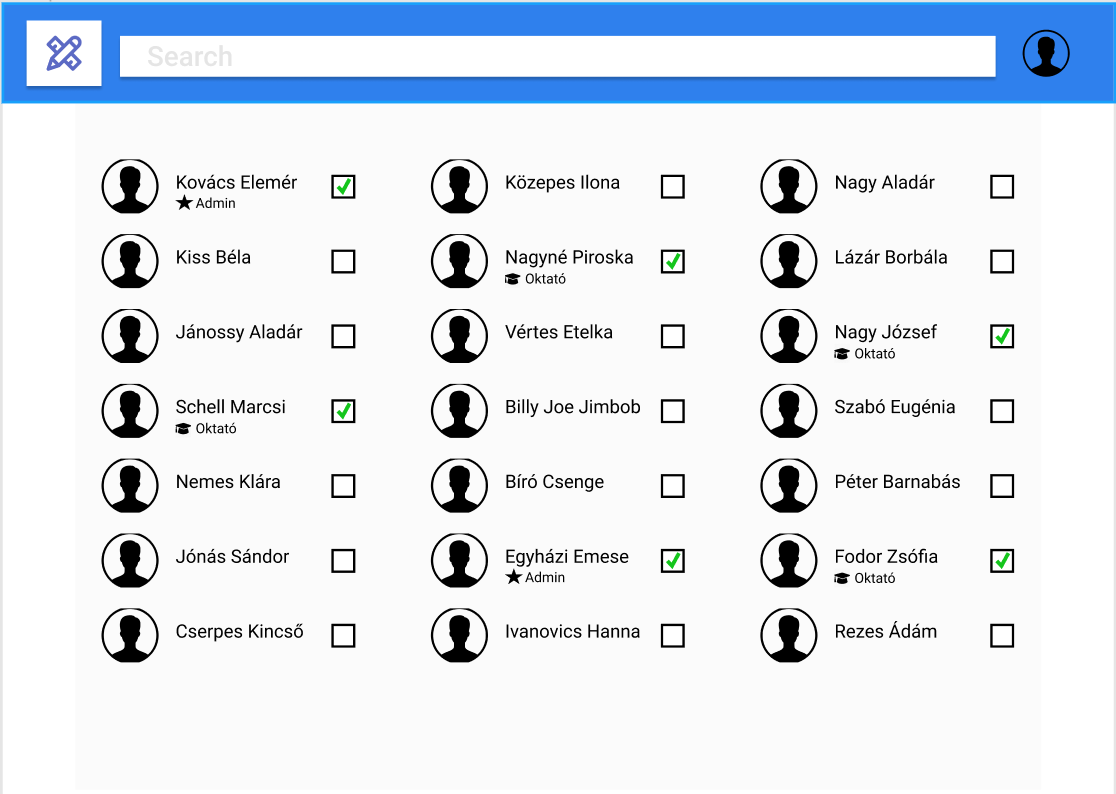 Search
Kovács Elemér
Admin
Közepes Ilona
Nagy Aladár
Kiss Béla
Nagyné Piroska
Oktató
Lázár Borbála
Jánossy Aladár
Vértes Etelka
Nagy József
Oktató
Schell Marcsi
Oktató
Billy Joe Jimbob
Szabó Eugénia
Nemes Klára
Bíró Csenge
Péter Barnabás
Jónás Sándor
Egyházi Emese
Admin
Fodor Zsófia
Oktató
Cserpes Kincső
Ivanovics Hanna
Rezes Ádám